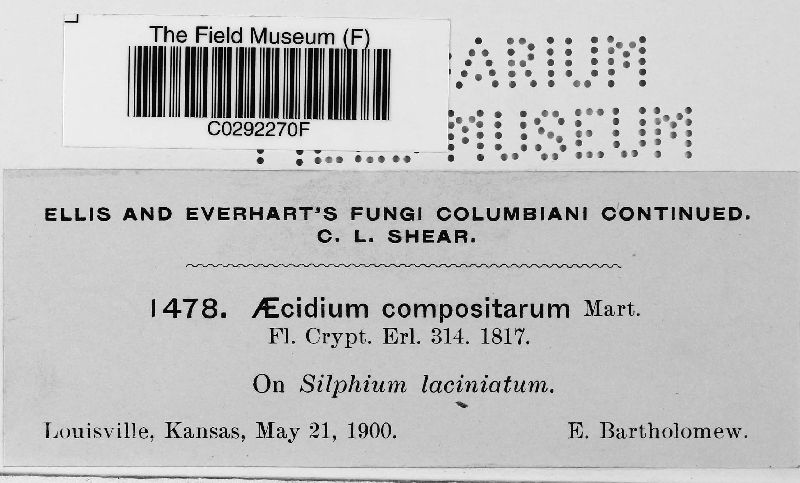 The Field Museum (F)
C0292270F
ARIUM
MUSEUM
ELLIS AND EVERHART'S FUNGI COLUMBIANI CONTINUED.
C. L. SHEAR.
1478. Æcidium compositarum Mart.
Fl. Crypt. Erl. 314. 1817.
On Silphium laciniatum.
Louisville, Kansas, May 21, 1900. E. Bartholomew.